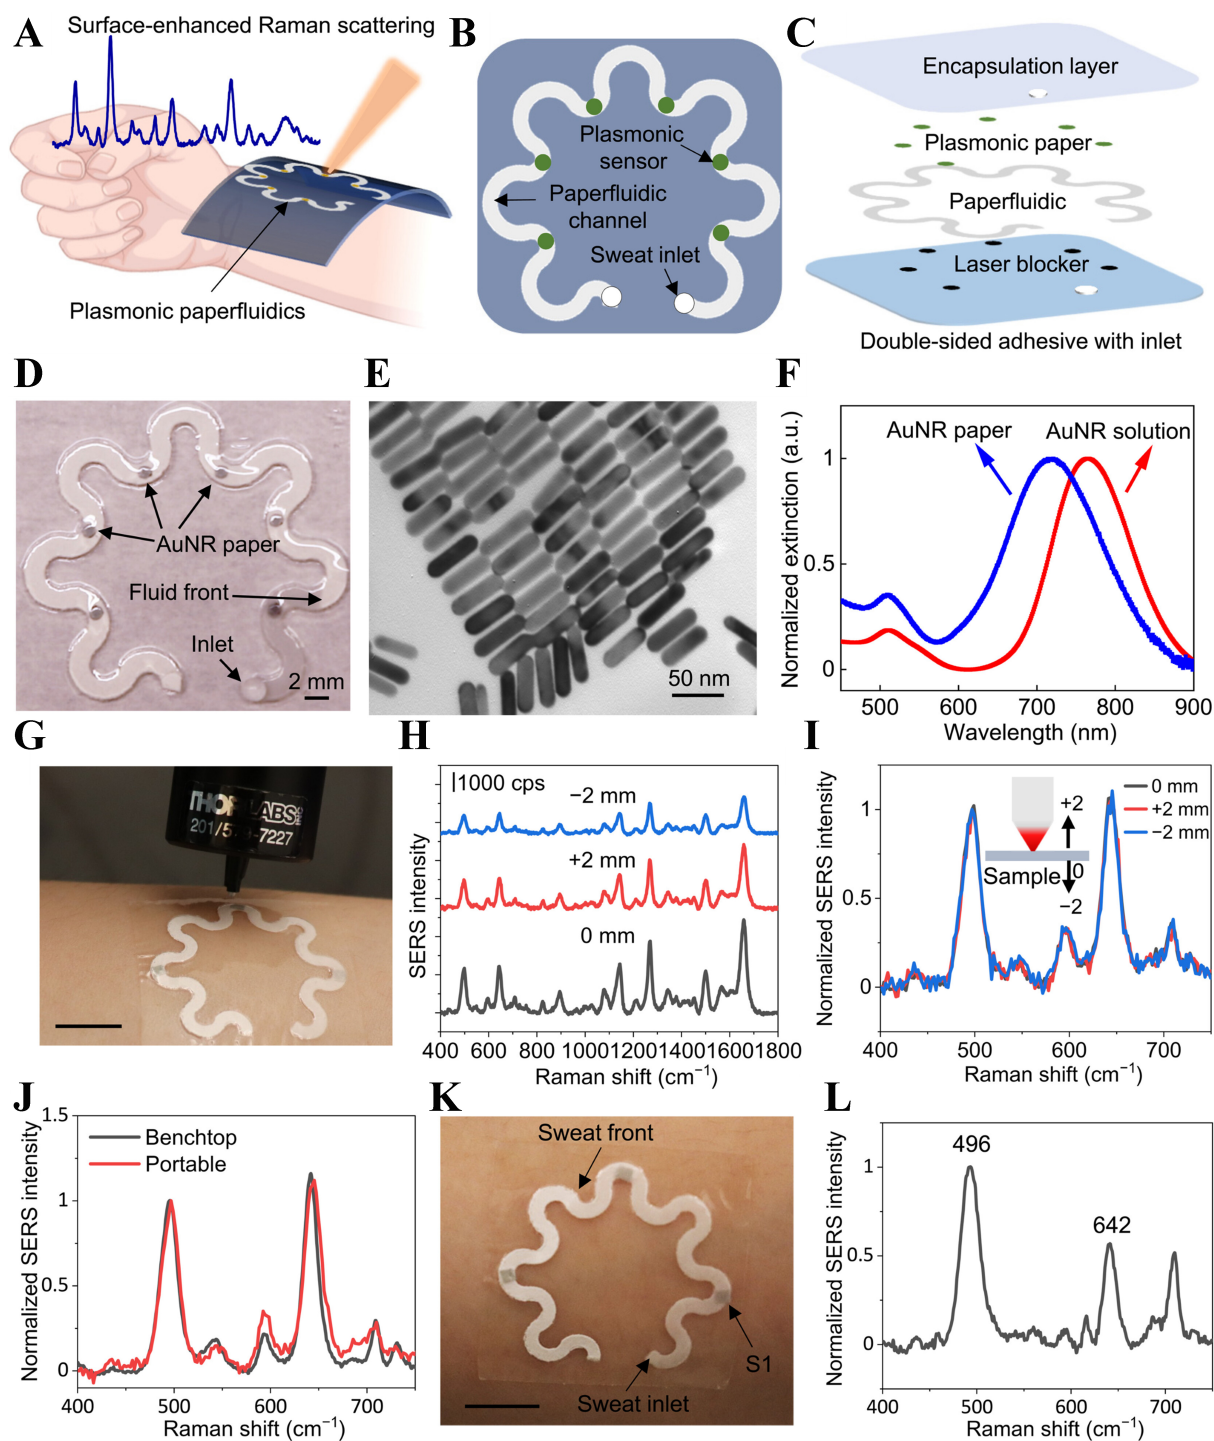 A
Surface-enhanced Raman scattering
Plasmonic paperfluidics
B
Plasmonic
sensor
Paperfluidic
channel
Sweat inlet
C
Encapsulation layer
Plasmonic paper
Paperfluidic
Laser blocker
Double-sided adhesive with inlet
D
AuNR paper
Fluid front
Inlet
2 mm
E
50 nm
F
AuNR paper
AuNR solution
Normalized extinction (a.u.)
1
0.5
0
500 600 700 800 900
Wavelength (nm)
G
THORLABS
H
1000 cps
−2 mm
+2 mm
0 mm
SERS intensity
400 600 800 1000 1200 1400 1600 1800
Raman shift (cm⁻¹)
I
Normalized SERS intensity
1
0.5
0
0 mm
+2 mm
−2 mm
+2
0
−2
Sample
400 500 600 700
Raman shift (cm⁻¹)
J
Normalized SERS intensity
1.5
1
0.5
0
Benchtop
Portable
400 500 600 700
Raman shift (cm⁻¹)
K
Sweat front
S1
Sweat inlet
L
Normalized SERS intensity
1
0.5
0
496
642
400 500 600 700
Raman shift (cm⁻¹)